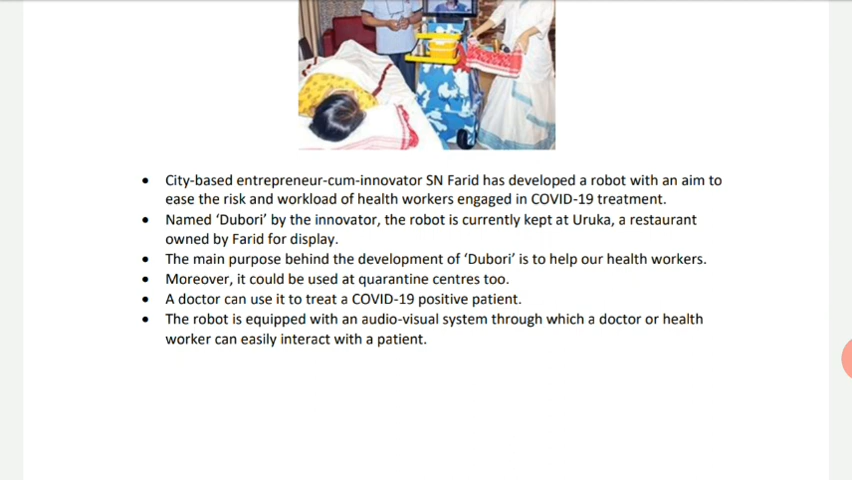 • City-based entrepreneur-cum-innovator SN Farid has developed a robot with an aim to
ease the risk and workload of health workers engaged in COVID-19 treatment.
• Named ‘Dubori’ by the innovator, the robot is currently kept at Uruka, a restaurant
owned by Farid for display.
• The main purpose behind the development of ‘Dubori’ is to help our health workers.
• Moreover, it could be used at quarantine centres too.
• A doctor can use it to treat a COVID-19 positive patient.
• The robot is equipped with an audio-visual system through which a doctor or health
worker can easily interact with a patient.